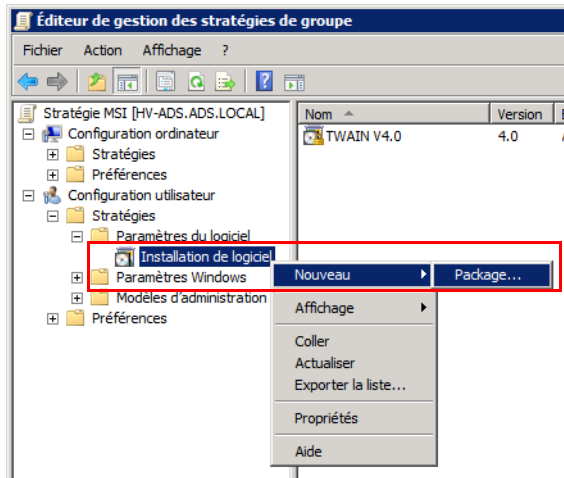 Éditeur de gestion des stratégies de groupe
Fichier Action Affichage ?
Stratégie MSI [HV-ADS.ADS.LOCAL]
Nom Version
Configuration ordinateur
TWAIN V4.0 4.0
Stratégies
Préférences
Configuration utilisateur
Stratégies
Paramètres du logiciel
Installation de logiciel
Nouveau Package...
Paramètres Windows
Modèles d'administration
Affichage
Préférences
Coller
Actualiser
Exporter la liste...
Propriétés
Aide